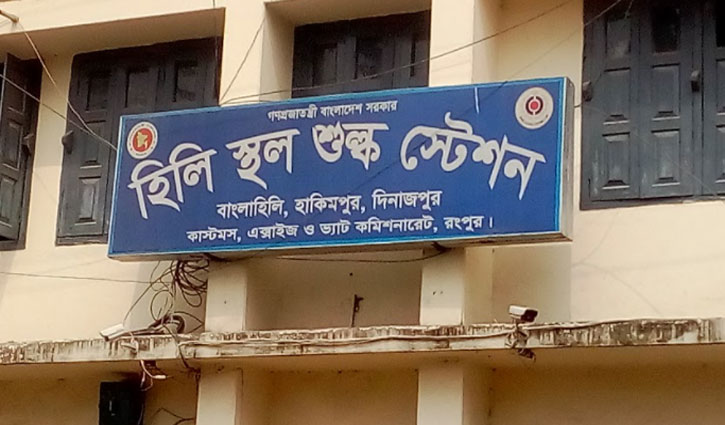 গণপ্রজাতন্ত্রী বাংলাদেশ সরকার
হিলি স্থল শুল্ক স্টেশন
বাংলাহিলি, হাকিমপুর, দিনাজপুর
কাস্টমস, এক্সাইজ ও ভ্যাট কমিশনারেট, রংপুর।